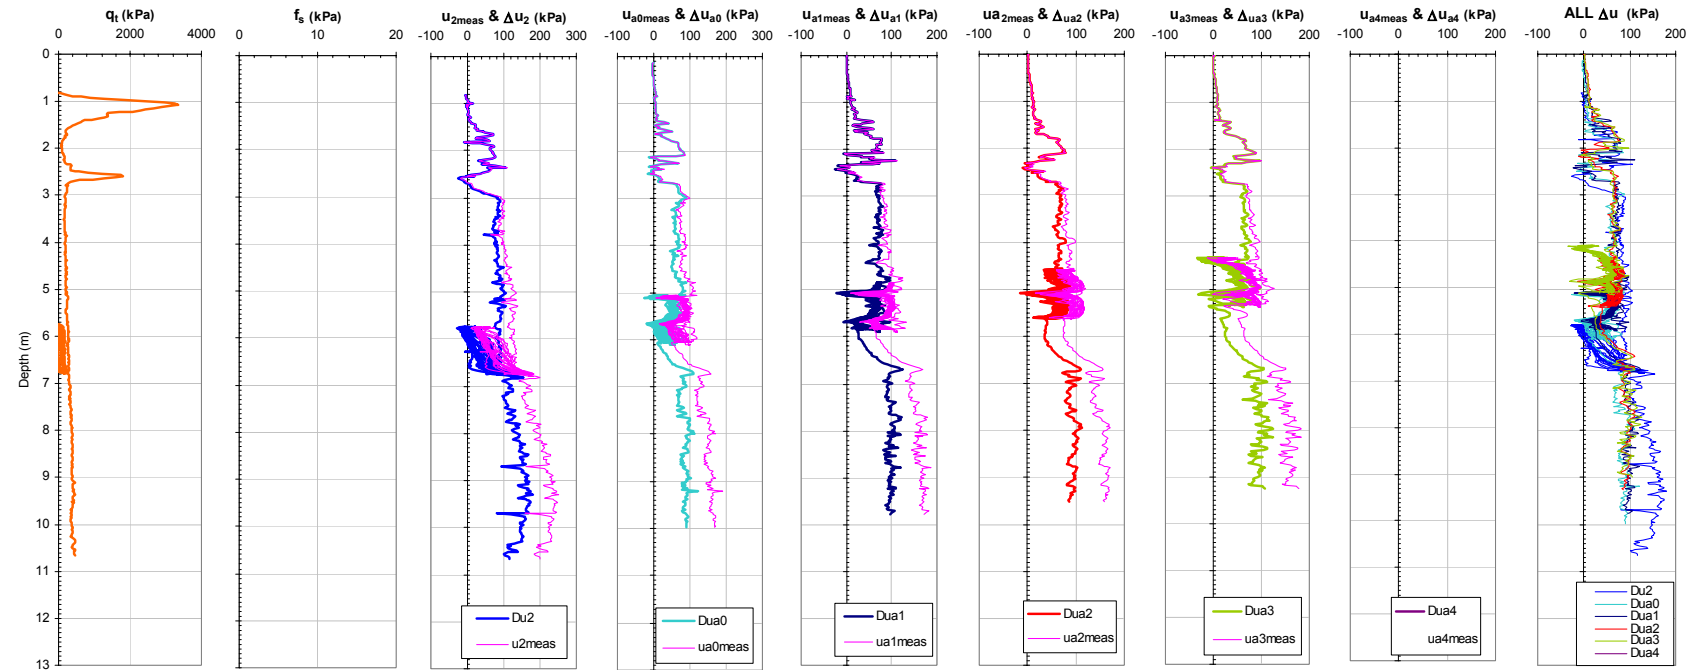 qt (kPa)
fs (kPa)
u2meas & Δu2 (kPa)
ua0meas & Δua0 (kPa)
ua1meas & Δua1 (kPa)
ua2meas & Δua2 (kPa)
ua3meas & Δua3 (kPa)
ua4meas & Δua4 (kPa)
ALL Δu (kPa)
0 2000 4000
0 10 20
-100 0 100 200 300
-100 0 100 200 300
-100 0 100 200
-100 0 100 200
-100 0 100 200
-100 0 100 200
-100 0 100 200
Depth (m)
0
1
2
3
4
5
6
7
8
9
10
11
12
13
Du2
u2meas
Dua0
ua0meas
Dua1
ua1meas
Dua2
ua2meas
Dua3
ua3meas
Dua4
ua4meas
Du2
Dua0
Dua1
Dua2
Dua3
Dua4